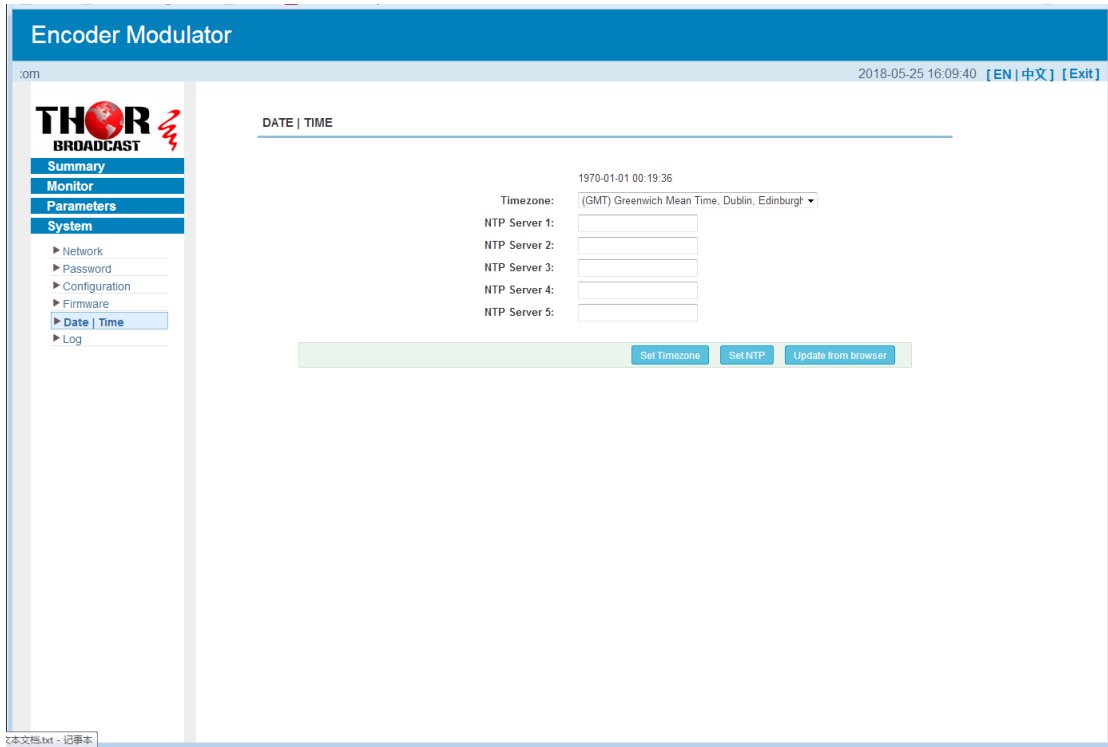 Encoder Modulator
:om
2018-05-25 16:09:40 [ EN | 中文 ] [ Exit ]
THOR
BROADCAST
Summary
Monitor
Parameters
System
Network
Password
Configuration
Firmware
Date | Time
Log
DATE | TIME
1970-01-01 00:19:36
Timezone: (GMT) Greenwich Mean Time, Dublin, Edinburgh
NTP Server 1:
NTP Server 2:
NTP Server 3:
NTP Server 4:
NTP Server 5:
Set Timezone Set NTP Update from browser
文本文档.txt - 记事本